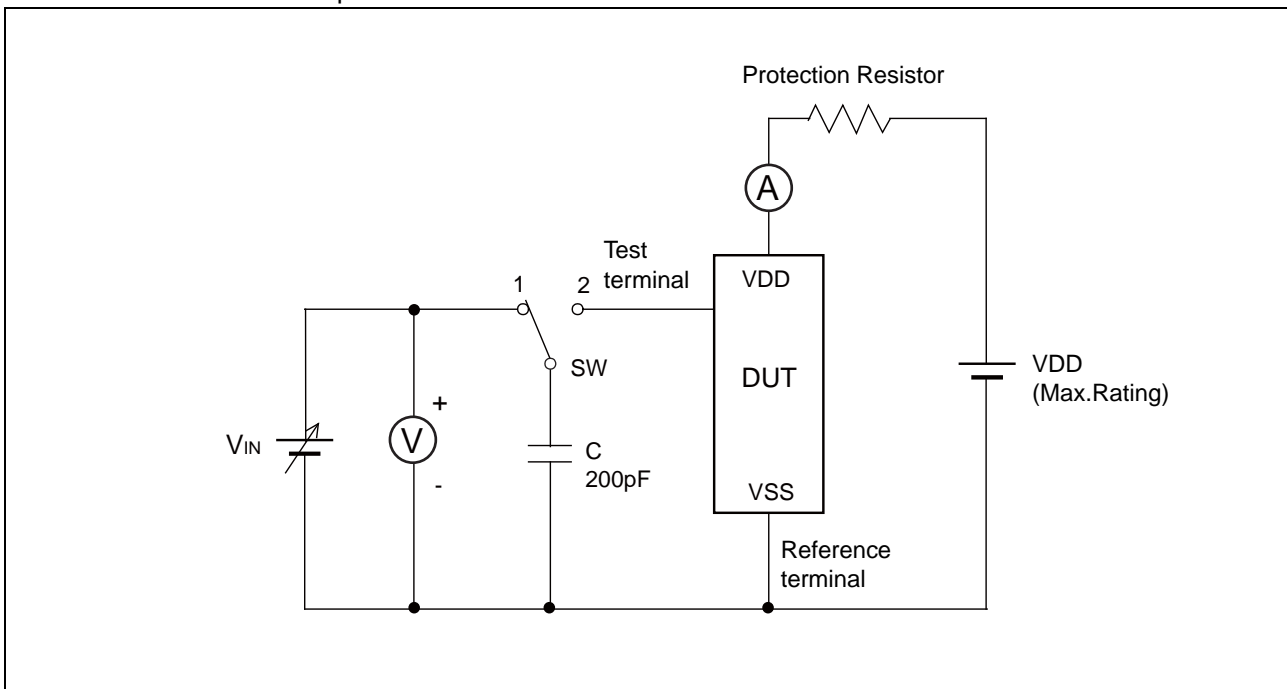 Protection Resistor
A
Test
terminal
1
2
VDD
SW
DUT
VDD
(Max.Rating)
VIN
+
V
-
C
200pF
VSS
Reference
terminal